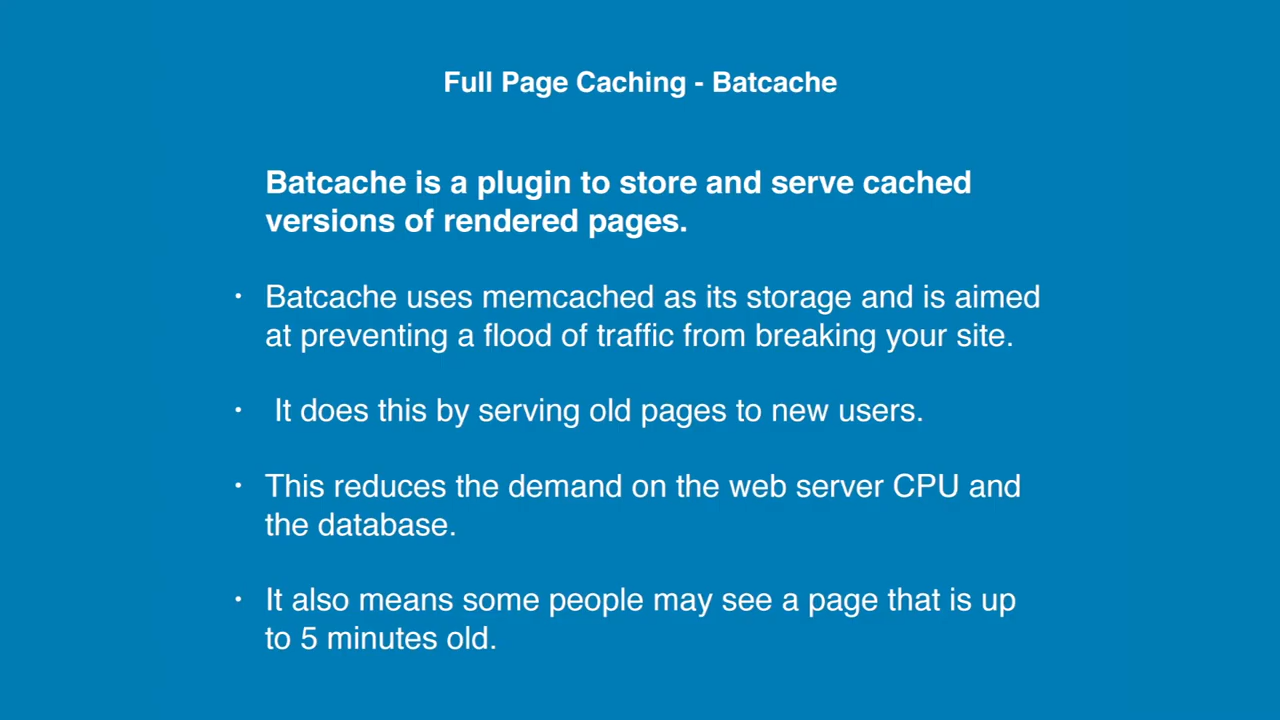 Full Page Caching - Batcache
Batcache is a plugin to store and serve cached
versions of rendered pages.
• Batcache uses memcached as its storage and is aimed
at preventing a flood of traffic from breaking your site.
• It does this by serving old pages to new users.
• This reduces the demand on the web server CPU and
the database.
• It also means some people may see a page that is up
to 5 minutes old.